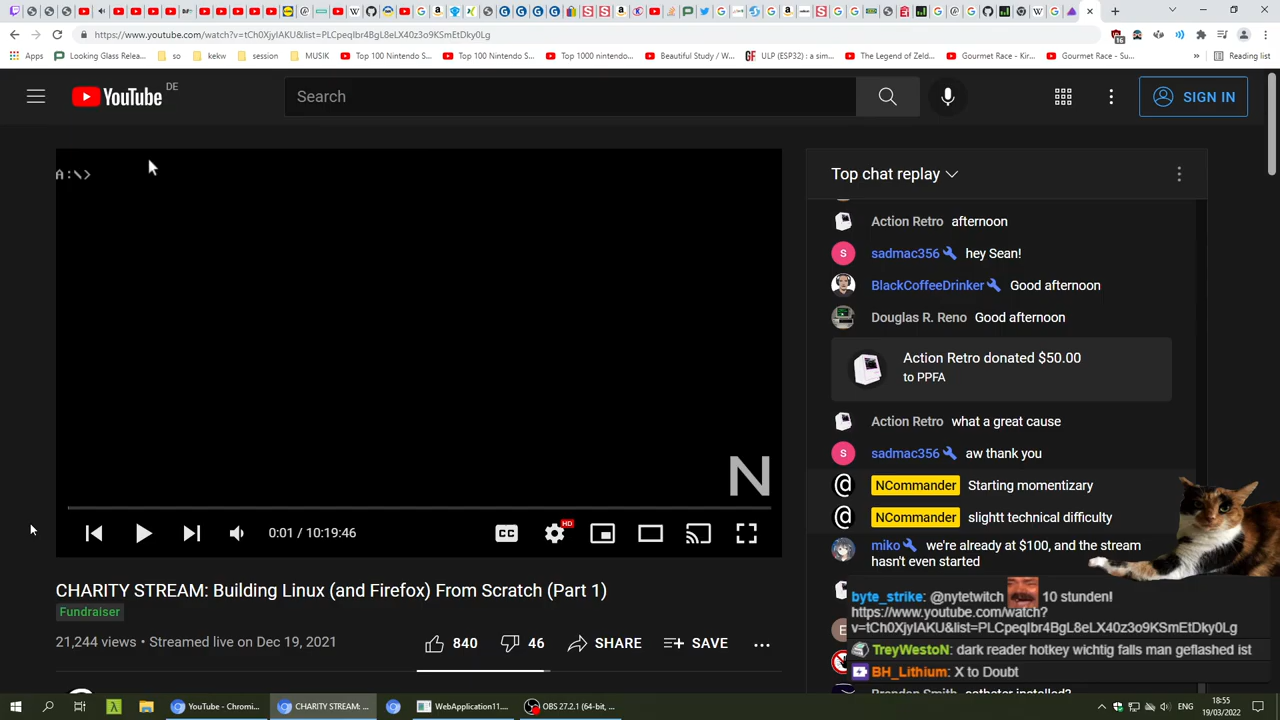 https://www.youtube.com/watch?v=tCh0XjyIAKU&list=PLCpeqIbr4BgL8eLX40z3o9KSmEtDky0Lg
Apps
Looking Glass Relea...
so
kekw
session
MUSIK
Top 100 Nintendo S...
Top 100 Nintendo S...
Top 1000 nintendo...
Beautiful Study / W...
ULP (ESP32) : a sim...
The Legend of Zeld...
Gourmet Race - Kir...
Gourmet Race - Su...
»
Reading list
YouTube DE
Search
SIGN IN
A:\>
N
0:01 / 10:19:46
CC
HD
CHARITY STREAM: Building Linux (and Firefox) From Scratch (Part 1)
Fundraiser
21,244 views • Streamed live on Dec 19, 2021
840
46
SHARE
SAVE
Top chat replay
Action Retro afternoon
sadmac356 hey Sean!
BlackCoffeeDrinker Good afternoon
Douglas R. Reno Good afternoon
Action Retro donated $50.00
to PPFA
Action Retro what a great cause
sadmac356 aw thank you
NCommander Starting momentizary
NCommander slightt technical difficulty
miko we're already at $100, and the stream
hasn't even started
byte_strike: @nytetwitch 10 stunden!
https://www.youtube.com/watch?
v=tCh0XjyIAKU&list=PLCpeqIbr4BgL8eLX40z3o9KSmEtDky0Lg
TreyWestoN: dark reader hotkey wichtig falls man geflashed ist
BH_Lithium: X to Doubt
YouTube - Chromi...
CHARITY STREAM: ...
WebApplication11...
OBS 27.2.1 (64-bit, ...
ENG
18:55
19/03/2022